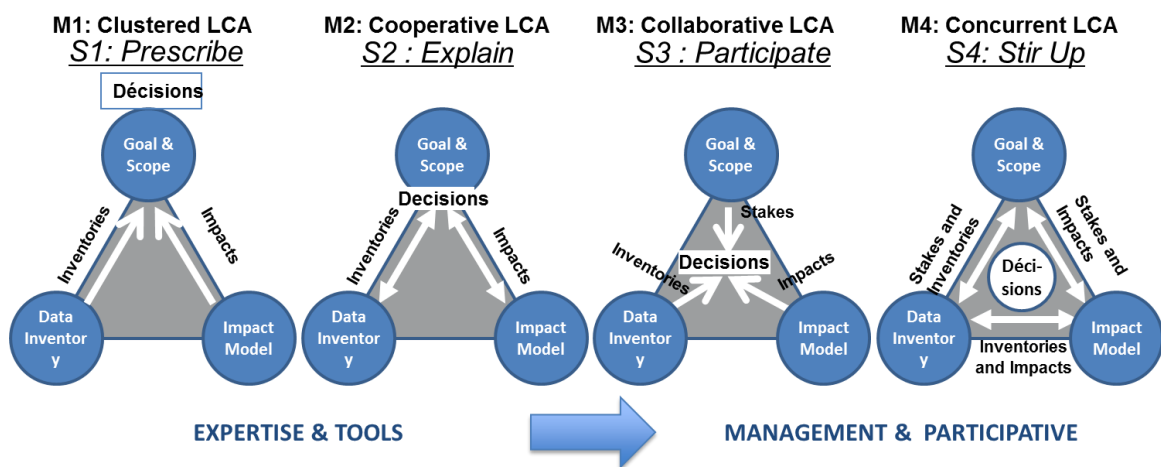 M1: Clustered LCA
S1: Prescribe
Décisions
Goal &
Scope
Inventories
Impacts
Data
Inventor
y
Impact
Model
M2: Cooperative LCA
S2 : Explain
Goal &
Scope
Decisions
Inventories
Impacts
Data
Inventor
y
Impact
Model
M3: Collaborative LCA
S3 : Participate
Goal &
Scope
Stakes
Decisions
Inventories
Impacts
Data
Inventor
y
Impact
Model
M4: Concurrent LCA
S4: Stir Up
Goal &
Scope
Stakes and
Inventories
Stakes and
Impacts
Déci-
sions
Data
Inventor
y
Impact
Model
Inventories
and Impacts
EXPERTISE & TOOLS
MANAGEMENT & PARTICIPATIVE